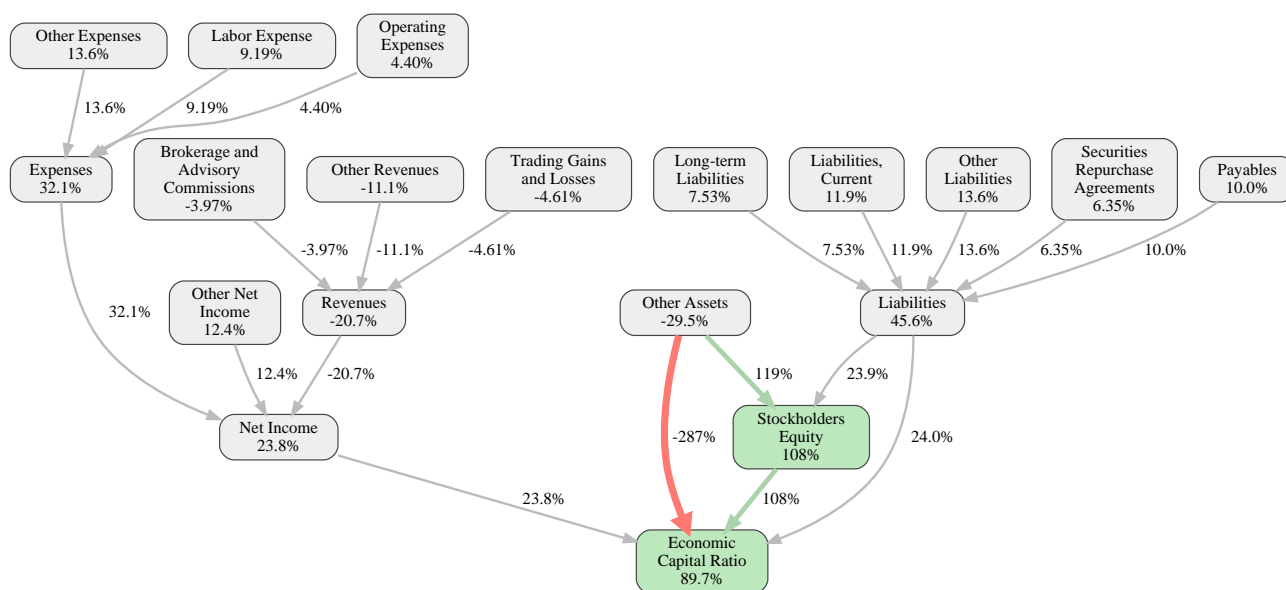 Other Expenses
13.6%
Labor Expense
9.19%
Operating
Expenses
4.40%
13.6%
9.19%
4.40%
Expenses
32.1%
Brokerage and
Advisory
Commissions
-3.97%
Other Revenues
-11.1%
Trading Gains
and Losses
-4.61%
Long-term
Liabilities
7.53%
Liabilities,
Current
11.9%
Other
Liabilities
13.6%
Securities
Repurchase
Agreements
6.35%
Payables
10.0%
-3.97%
-11.1%
-4.61%
7.53%
11.9%
13.6%
6.35%
10.0%
32.1%
Other Net
Income
12.4%
Revenues
-20.7%
Other Assets
-29.5%
Liabilities
45.6%
12.4%
-20.7%
119%
23.9%
Net Income
23.8%
-287%
Stockholders
Equity
108%
24.0%
23.8%
108%
Economic
Capital Ratio
89.7%